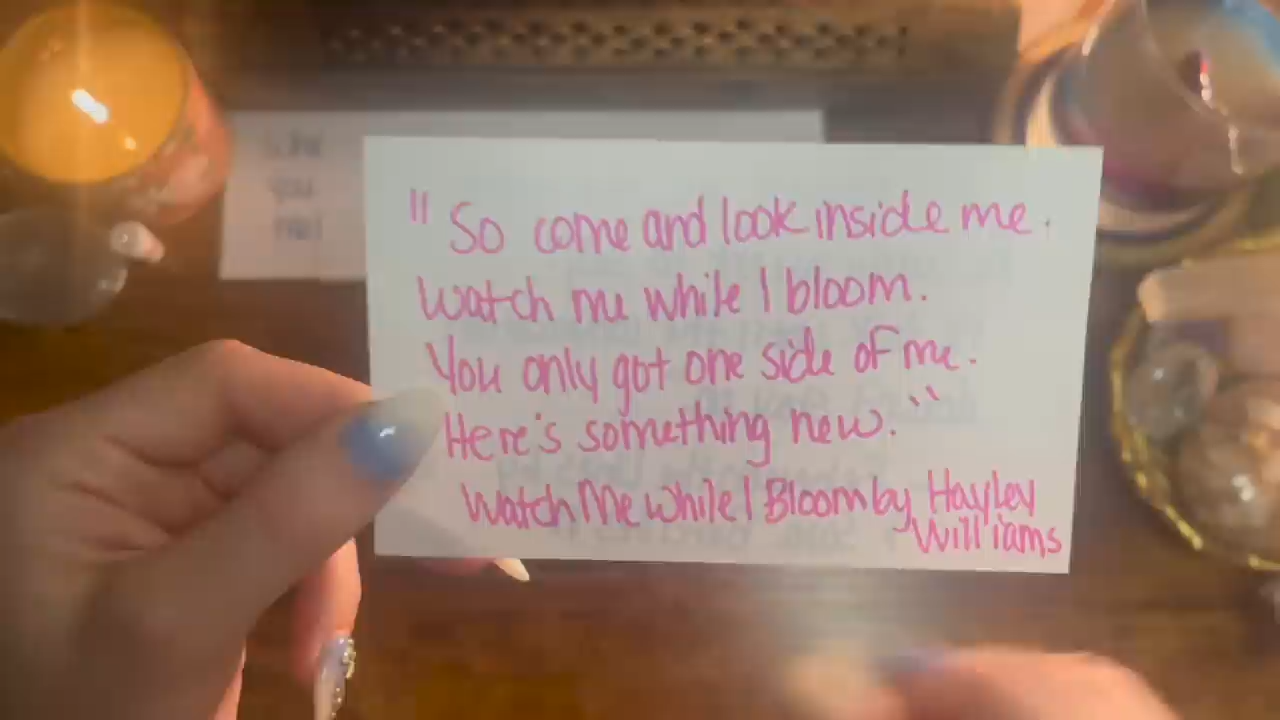 "So come and look inside me.
Watch me while I bloom.
You only got one side of me.
Here's something new."
Watch Me While I Bloom by Hayley
Williams